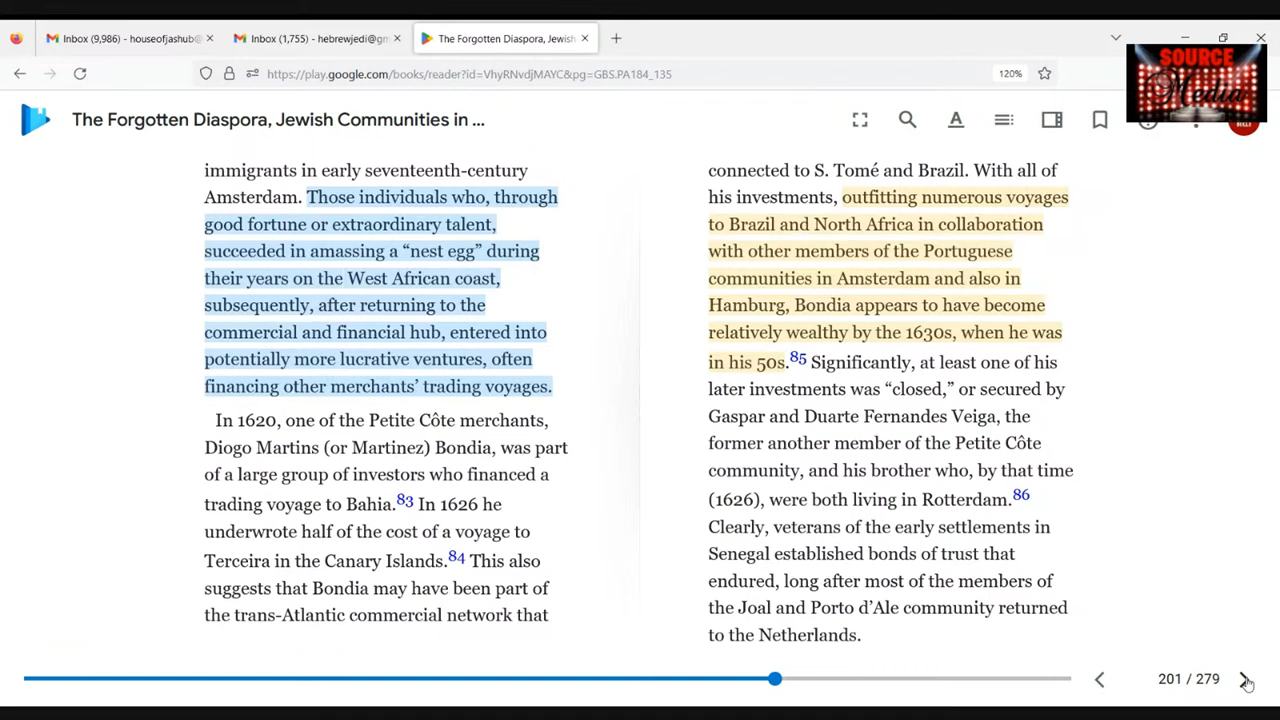 Inbox (9,986) - houseofjashub@
Inbox (1,755) - hebrewjedi@gm
The Forgotten Diaspora, Jewish
https://play.google.com/books/reader?id=VhyRNvdjMAYC&pg=GBS.PA184_135
120%
SOURCE
Media
The Forgotten Diaspora, Jewish Communities in ...
immigrants in early seventeenth-century
Amsterdam. Those individuals who, through
good fortune or extraordinary talent,
succeeded in amassing a “nest egg” during
their years on the West African coast,
subsequently, after returning to the
commercial and financial hub, entered into
potentially more lucrative ventures, often
financing other merchants’ trading voyages.
In 1620, one of the Petite Côte merchants,
Diogo Martins (or Martinez) Bondia, was part
of a large group of investors who financed a
trading voyage to Bahia.83 In 1626 he
underwrote half of the cost of a voyage to
Terceira in the Canary Islands.84 This also
suggests that Bondia may have been part of
the trans-Atlantic commercial network that
connected to S. Tomé and Brazil. With all of
his investments, outfitting numerous voyages
to Brazil and North Africa in collaboration
with other members of the Portuguese
communities in Amsterdam and also in
Hamburg, Bondia appears to have become
relatively wealthy by the 1630s, when he was
in his 50s.85 Significantly, at least one of his
later investments was “closed,” or secured by
Gaspar and Duarte Fernandes Veiga, the
former another member of the Petite Côte
community, and his brother who, by that time
(1626), were both living in Rotterdam.86
Clearly, veterans of the early settlements in
Senegal established bonds of trust that
endured, long after most of the members of
the Joal and Porto d’Ale community returned
to the Netherlands.
201 / 279